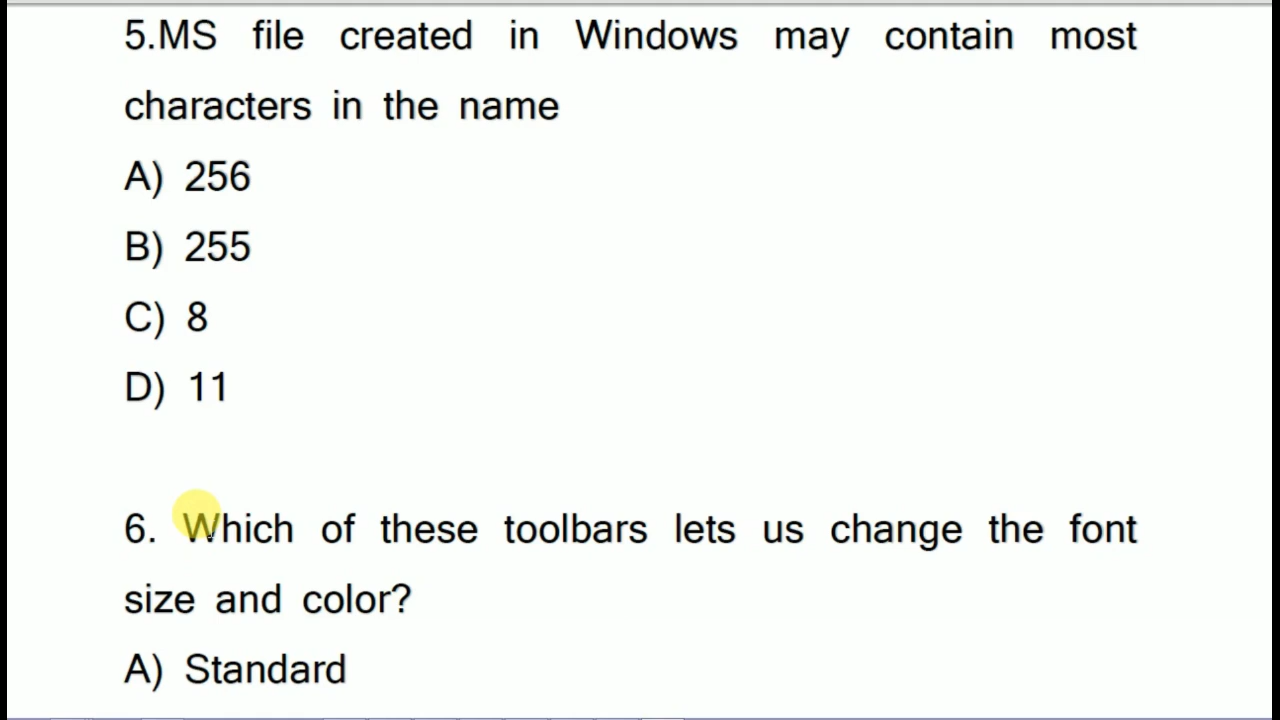 5.MS file created in Windows may contain most
characters in the name
A) 256
B) 255
C) 8
D) 11
6. Which of these toolbars lets us change the font
size and color?
A) Standard